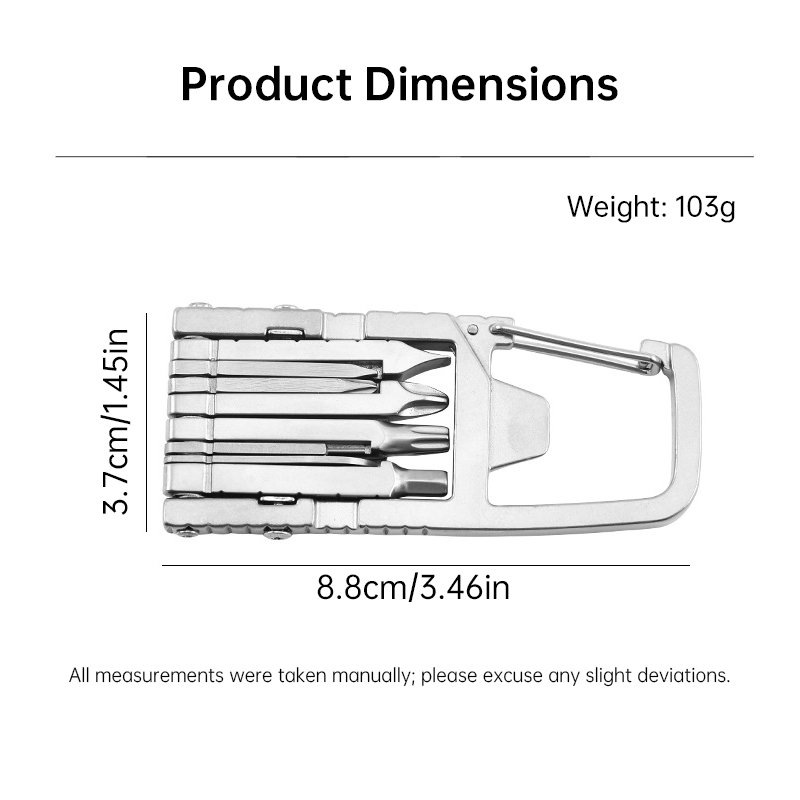 Product Dimensions
Weight: 103g
3.7cm/1.45in
8.8cm/3.46in
All measurements were taken manually; please excuse any slight deviations.